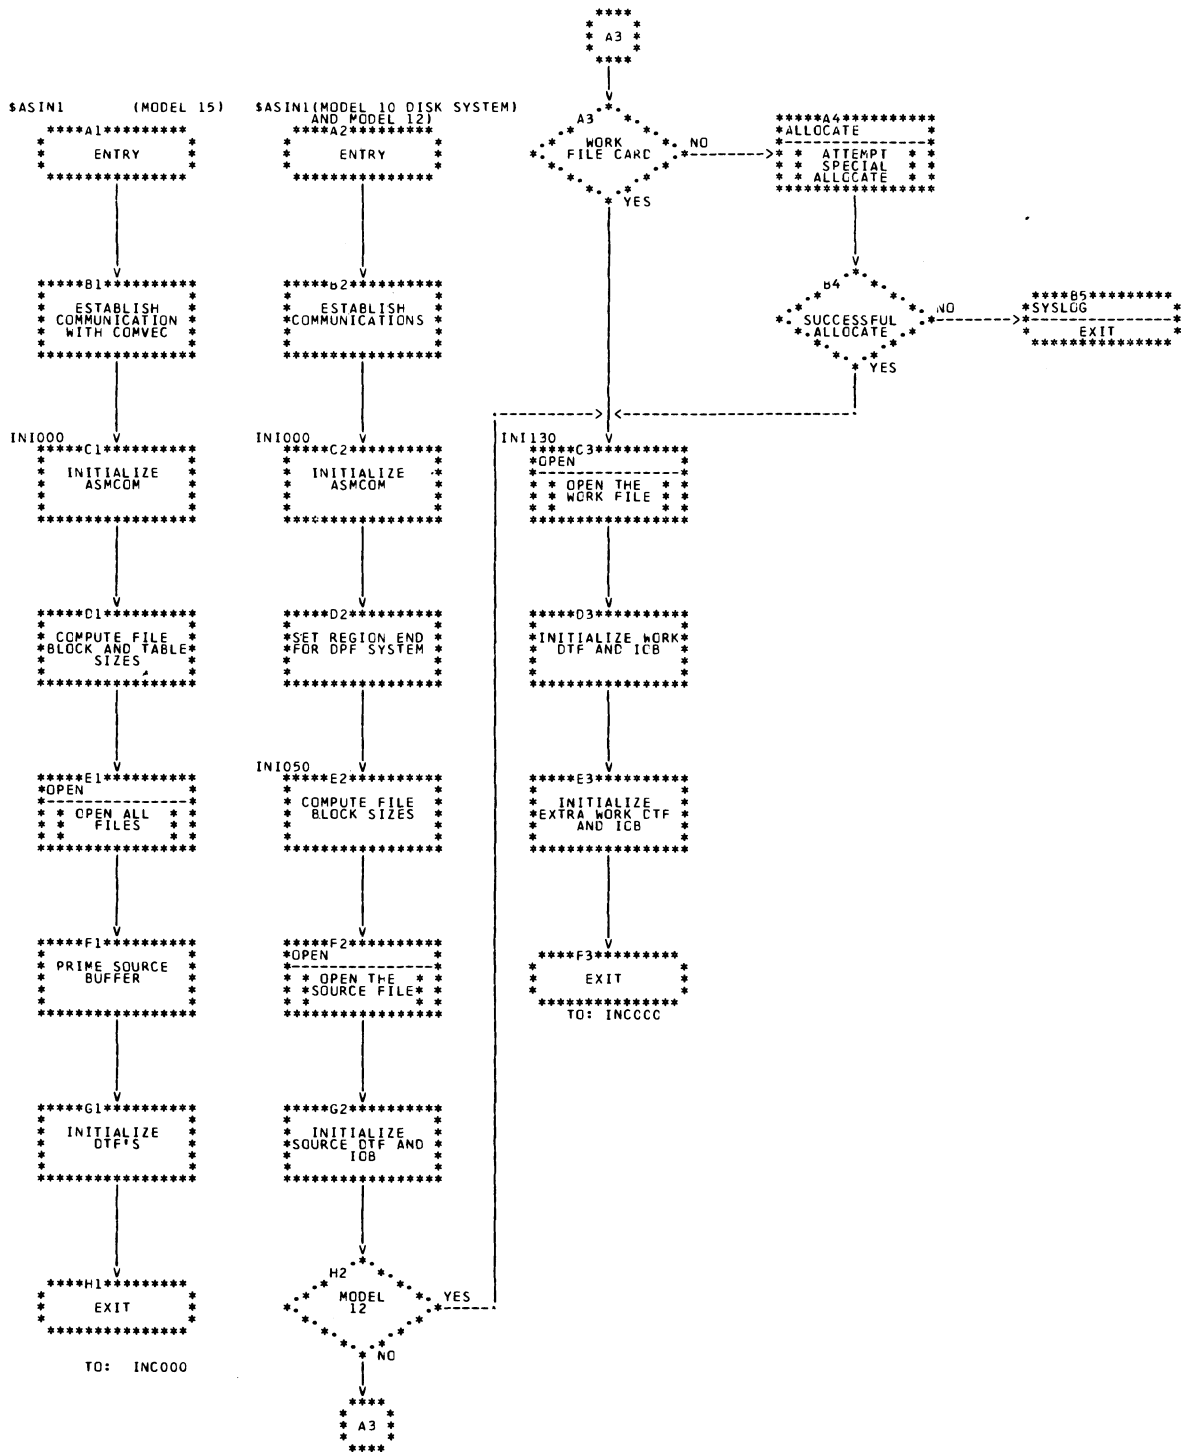 $ASIN1 (MODEL 15)
A1
ENTRY
B1
ESTABLISH
COMMUNICATION
WITH COMVEC
INI000
C1
INITIALIZE
ASMCOM
D1
COMPUTE FILE
BLOCK AND TABLE
SIZES
E1
OPEN
OPEN ALL
FILES
F1
PRIME SOURCE
BUFFER
G1
INITIALIZE
DTF'S
H1
EXIT
TO: INC000
$ASIN1(MODEL 10 DISK SYSTEM)
AND MODEL 12)
A2
ENTRY
B2
ESTABLISH
COMMUNICATIONS
INI000
C2
INITIALIZE
ASMCOM
D2
SET REGION END
FOR DPF SYSTEM
INI050
E2
COMPUTE FILE
BLOCK SIZES
F2
OPEN
OPEN THE
SOURCE FILE
G2
INITIALIZE
SOURCE DTF AND
IOB
H2
MODEL
12
YES
NO
A3
A3
A3
WORK
FILE CARD
NO
YES
INI130
C3
OPEN
OPEN THE
WORK FILE
D3
INITIALIZE WORK
DTF AND IOB
E3
INITIALIZE
EXTRA WORK DTF
AND IOB
F3
EXIT
TO: INC000
A4
ALLOCATE
ATTEMPT
SPECIAL
ALLOCATE
B4
SUCCESSFUL
ALLOCATE
NO
YES
B5
SYSLOG
EXIT